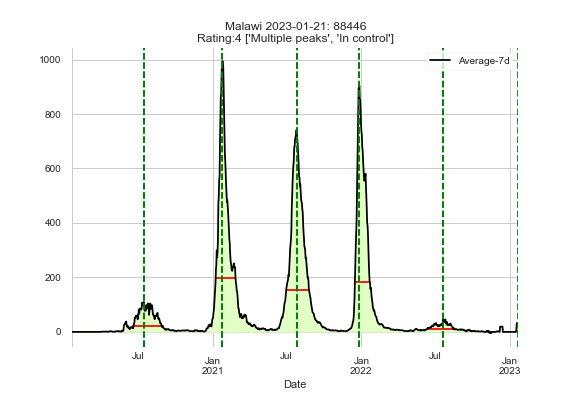 Malawi 2023-01-21: 88446
Rating:4 ['Multiple peaks', 'In control']
Average-7d
1000
800
600
400
200
0
Jul
Jan
2021
Jul
Jan
2022
Jul
Jan
2023
Date